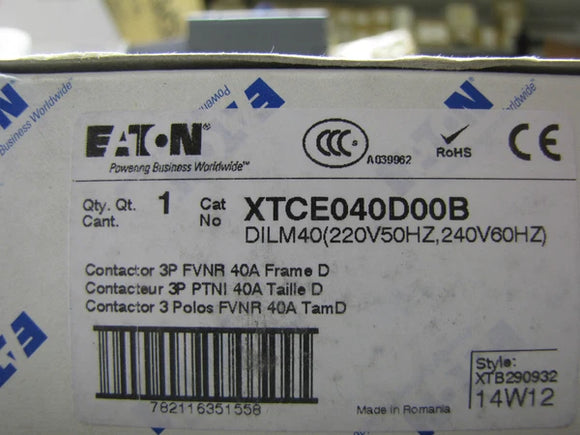 EATON
Powering Business Worldwide™
CCC A039962
RoHS
CE
Qty. Qt. 1 Cat XTCE040D00B
Cant. No
DILM40(220V50HZ,240V60HZ)
Contactor 3P FVNR 40A Frame D
Contacteur 3P PTNI 40A Taille D
Contactor 3 Polos FVNR 40A TamD
782116351558
Made in Romania
Style:
XTB290932
14W12